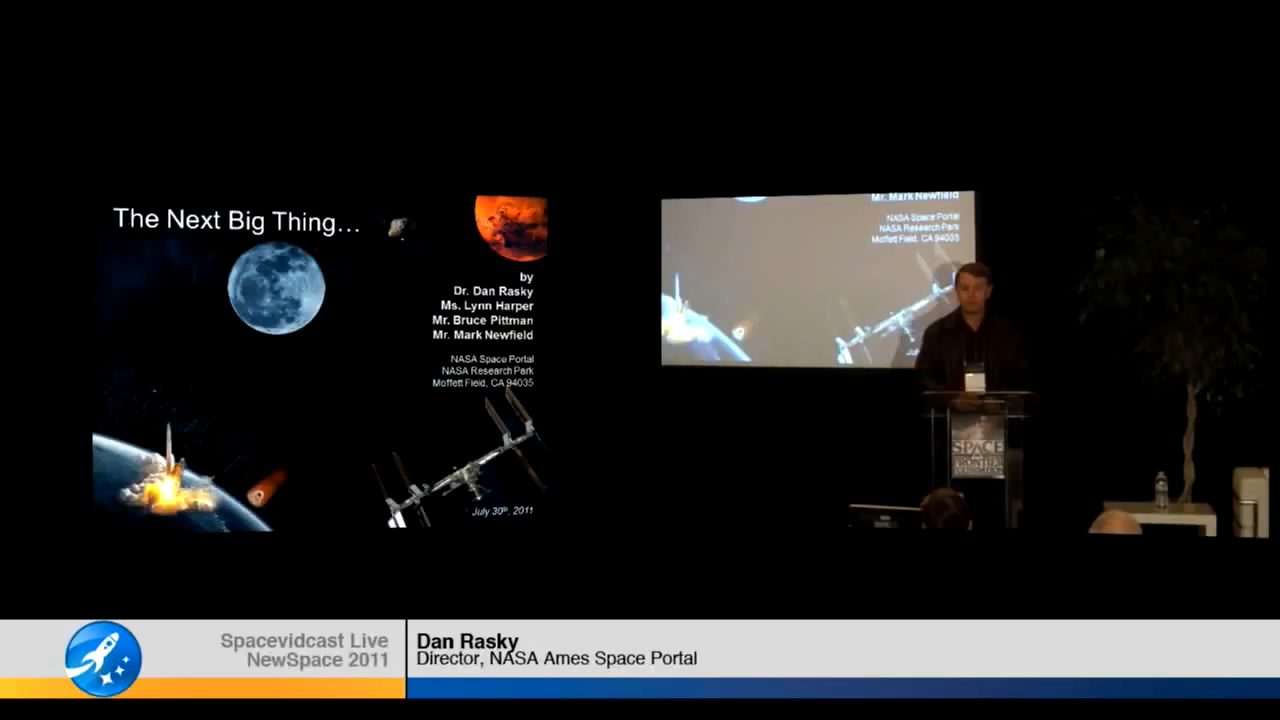 The Next Big Thing…
by
Dr. Dan Rasky
Ms. Lynn Harper
Mr. Bruce Pittman
Mr. Mark Newfield
NASA Space Portal
NASA Research Park
Moffett Field, CA 94035
July 30th, 2011
Mr. Mark Newfield
NASA Space Portal
NASA Research Park
Moffett Field, CA 94035
SPACE
FRONTIER
FOUNDATION
Spacevidcast Live
NewSpace 2011
Dan Rasky
Director, NASA Ames Space Portal